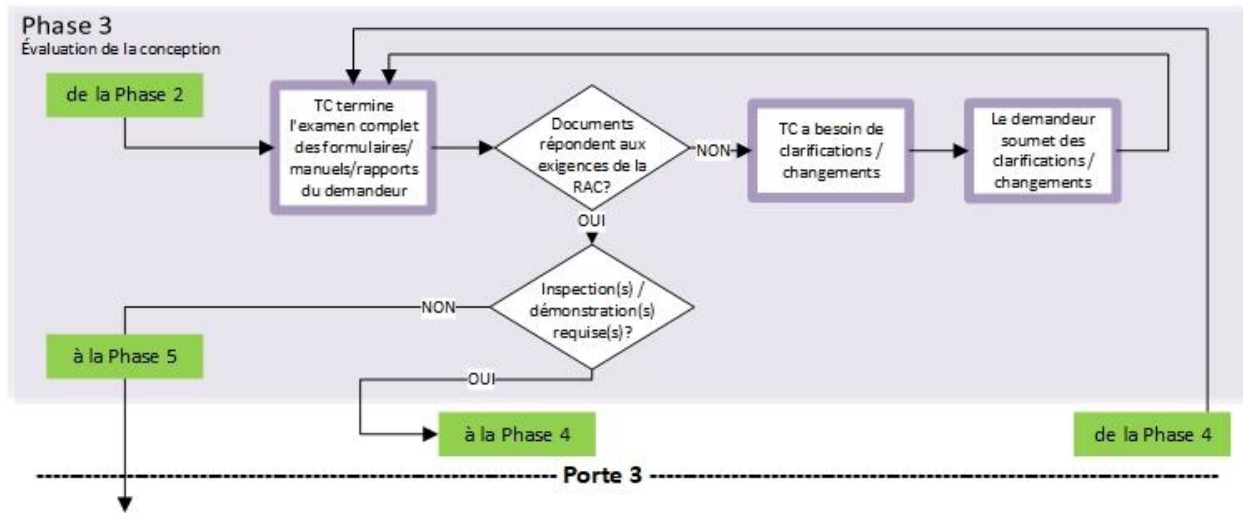 Phase 3
Évaluation de la conception
de la Phase 2
TC termine
l'examen complet
des formulaires/
manuels/rapports
du demandeur
Documents
répondent aux
exigences de la
RAC?
NON
TC a besoin de
clarifications /
changements
Le demandeur
soumet des
clarifications /
changements
OUI
Inspection(s) /
démonstration(s)
requise(s)?
NON
à la Phase 5
OUI
à la Phase 4
de la Phase 4
Porte 3